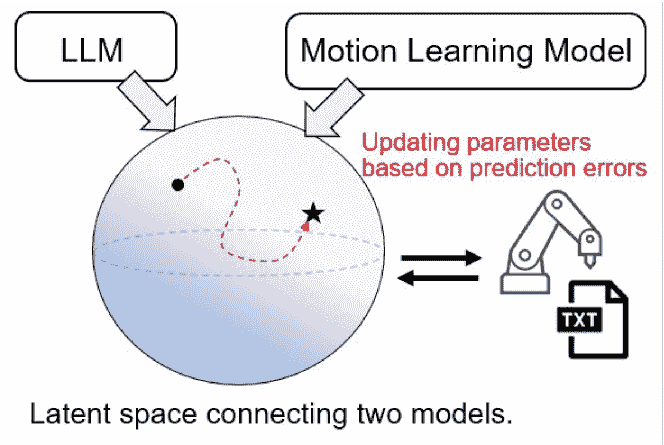 LLM
Motion Learning Model
Updating parameters
based on prediction errors
TXT
Latent space connecting two models.